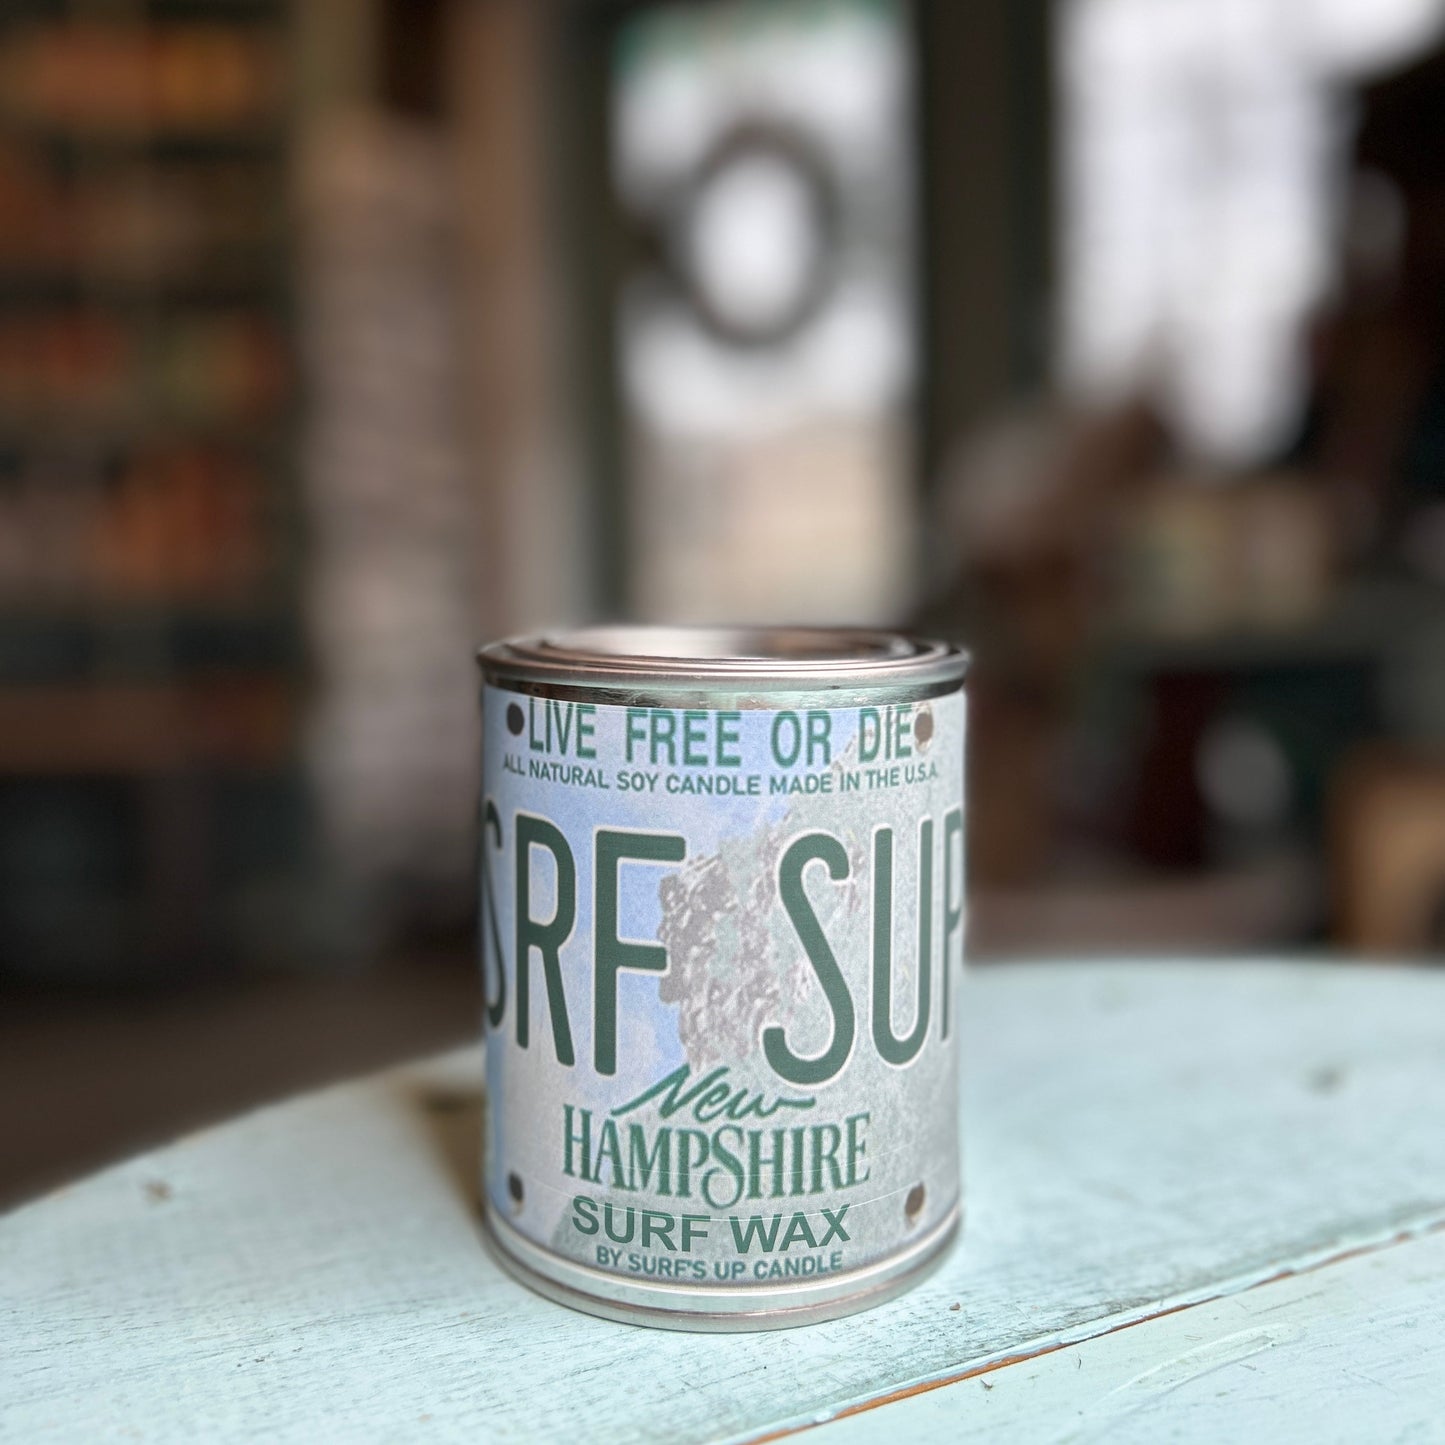 LIVE FREE OR DIE
ALL NATURAL SOY CANDLE MADE IN THE U.S.A.
SRF SUP
New
HAMPSHIRE
SURF WAX
BY SURF'S UP CANDLE